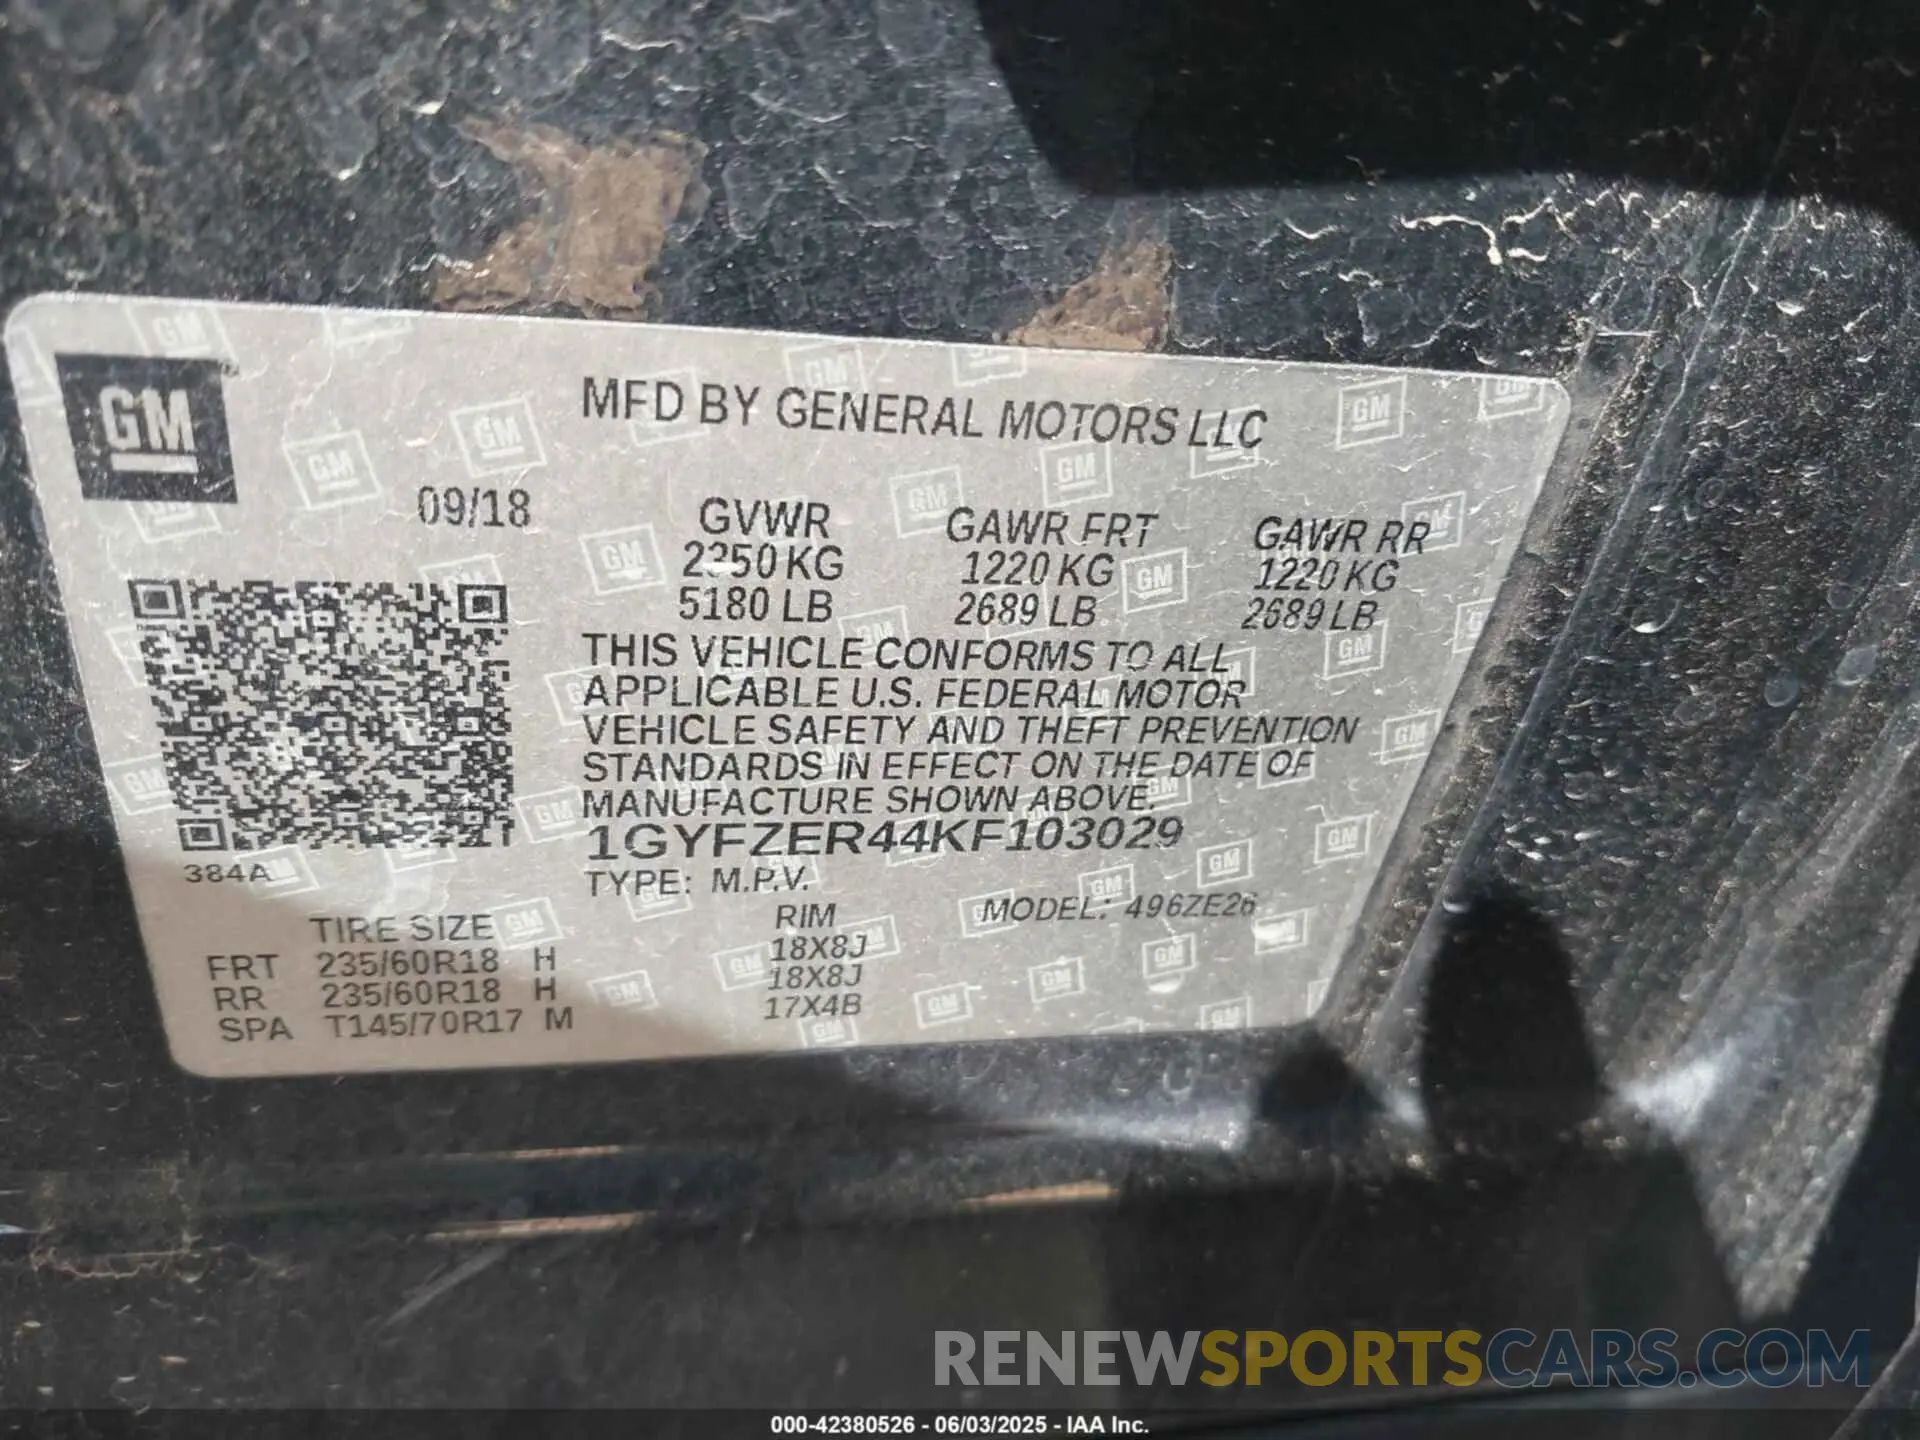 GM
MFD BY GENERAL MOTORS LLC
09/18
GVWR GAWR FRT GAWR RR
2350 KG 1220 KG 1220 KG
5180 LB 2689 LB 2689 LB
THIS VEHICLE CONFORMS TO ALL
APPLICABLE U.S. FEDERAL MOTOR
VEHICLE SAFETY AND THEFT PREVENTION
STANDARDS IN EFFECT ON THE DATE OF
MANUFACTURE SHOWN ABOVE.
1GYFZER44KF103029
384A
TYPE: M.P.V. MODEL: 496ZE26
TIRE SIZE RIM
FRT 235/60R18 H 18X8J
RR 235/60R18 H 18X8J
SPA T145/70R17 M 17X4B
RENEWSPORTSCARS.COM
000-42380526 - 06/03/2025 - IAA Inc.